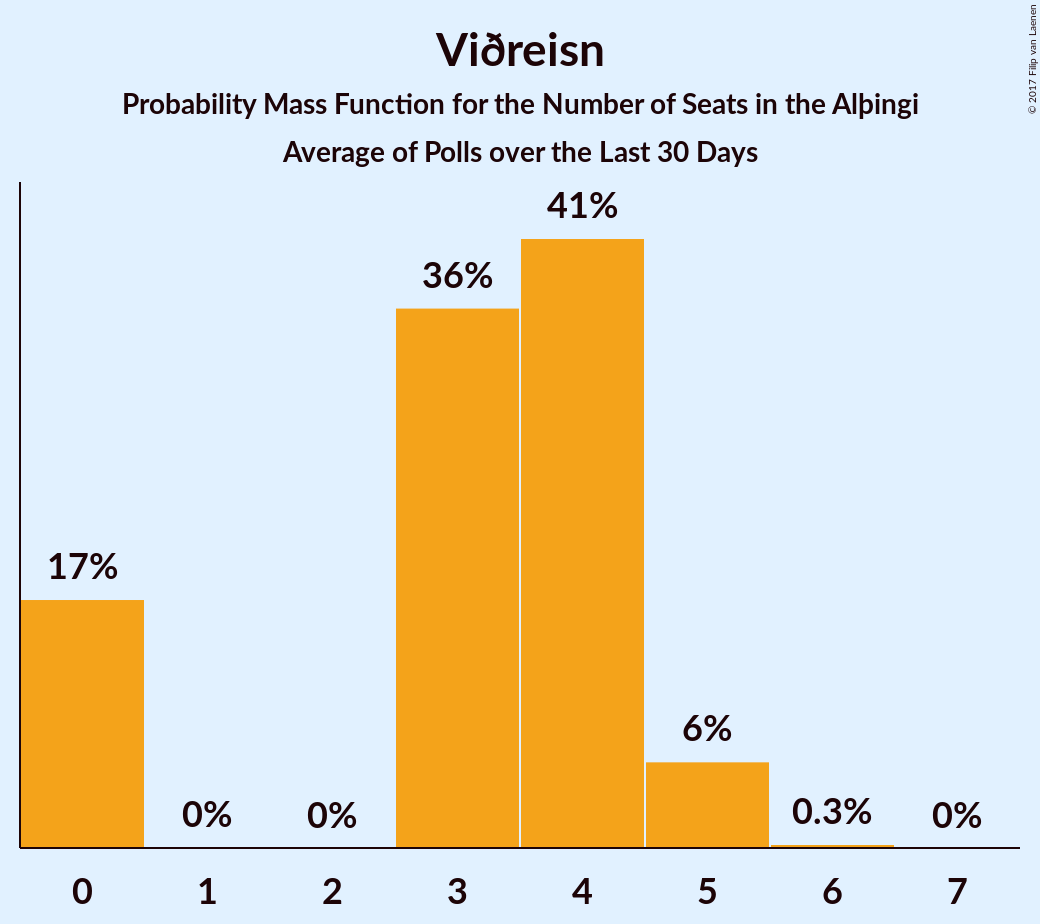 Viðreisn
Probability Mass Function for the Number of Seats in the Alþingi
Average of Polls over the Last 30 Days
© 2017 Filip van Laenen
41%
36%
17%
6%
0%
0%
0.3%
0%
0 1 2 3 4 5 6 7